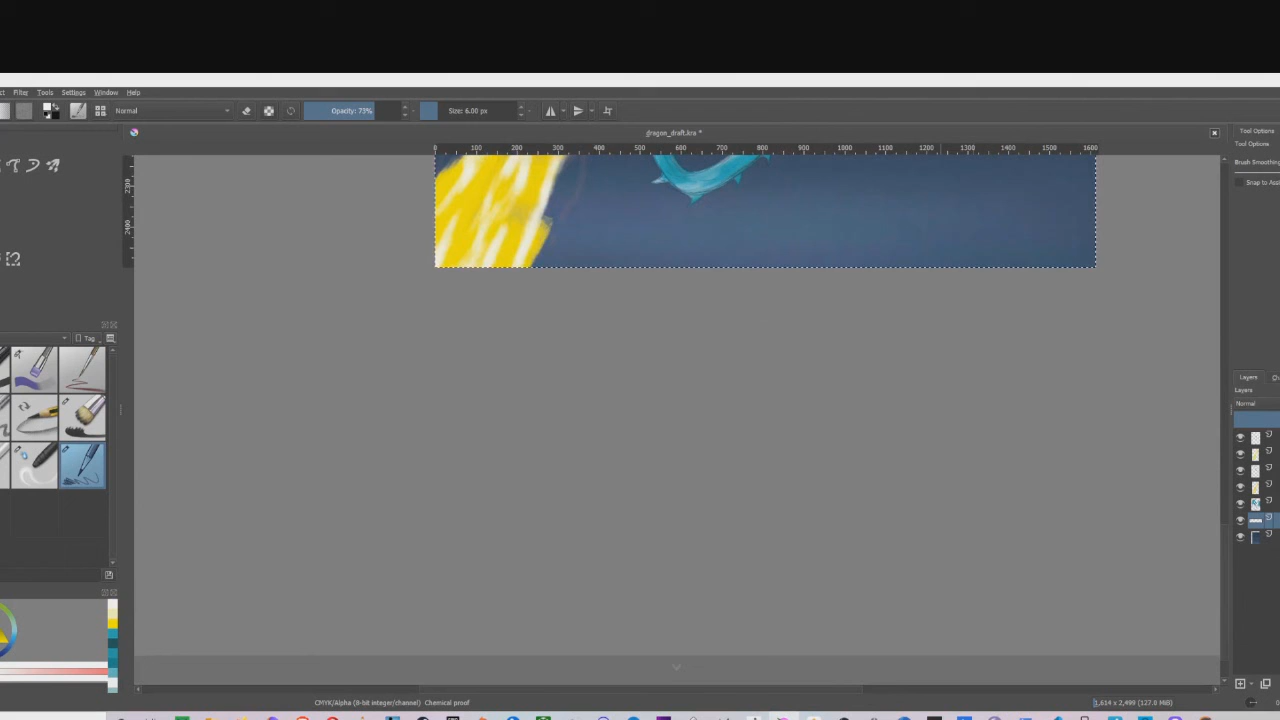 ct Filter Tools Settings Window Help
Normal Opacity: 73% Size: 6.00 px
dragon_draft.kra *
Tool Options
Tool Options
0 100 200 300 400 500 600 700 800 900 1000 1100 1200 1300 1400 1500 1600
Brush Smoothing
2300
Snap to Assi
2400
Tag
Layers
Layers
Normal
CMYK/Alpha (8-bit integer/channel) Chemical proof
1,614 x 2,499 (127.0 MiB)